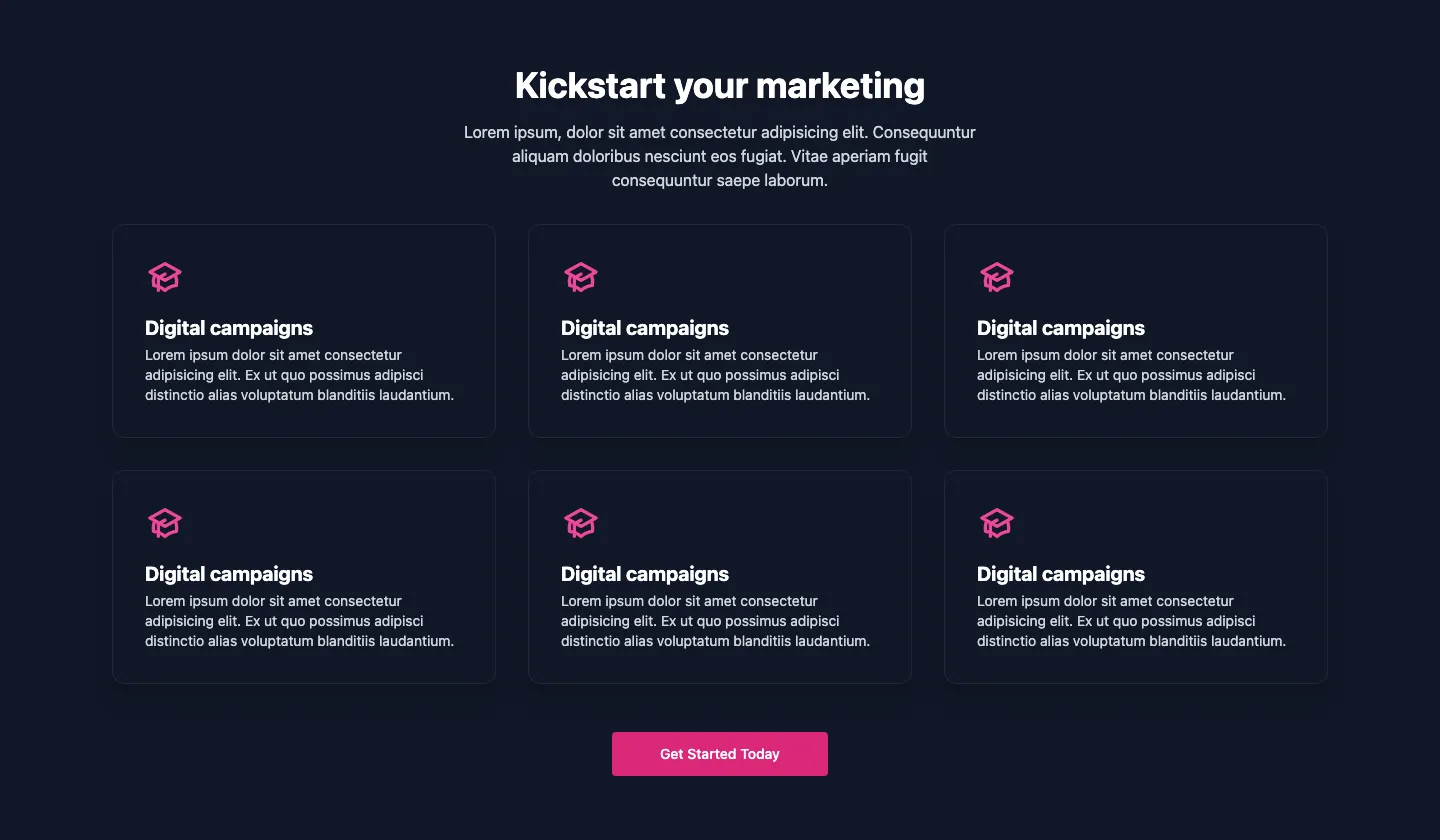 Kickstart your marketing
Lorem ipsum, dolor sit amet consectetur adipisicing elit. Consequuntur
aliquam doloribus nesciunt eos fugiat. Vitae aperiam fugit
consequuntur saepe laborum.
Digital campaigns
Lorem ipsum dolor sit amet consectetur
adipisicing elit. Ex ut quo possimus adipisci
distinctio alias voluptatum blanditiis laudantium.
Digital campaigns
Lorem ipsum dolor sit amet consectetur
adipisicing elit. Ex ut quo possimus adipisci
distinctio alias voluptatum blanditiis laudantium.
Digital campaigns
Lorem ipsum dolor sit amet consectetur
adipisicing elit. Ex ut quo possimus adipisci
distinctio alias voluptatum blanditiis laudantium.
Digital campaigns
Lorem ipsum dolor sit amet consectetur
adipisicing elit. Ex ut quo possimus adipisci
distinctio alias voluptatum blanditiis laudantium.
Digital campaigns
Lorem ipsum dolor sit amet consectetur
adipisicing elit. Ex ut quo possimus adipisci
distinctio alias voluptatum blanditiis laudantium.
Digital campaigns
Lorem ipsum dolor sit amet consectetur
adipisicing elit. Ex ut quo possimus adipisci
distinctio alias voluptatum blanditiis laudantium.
Get Started Today